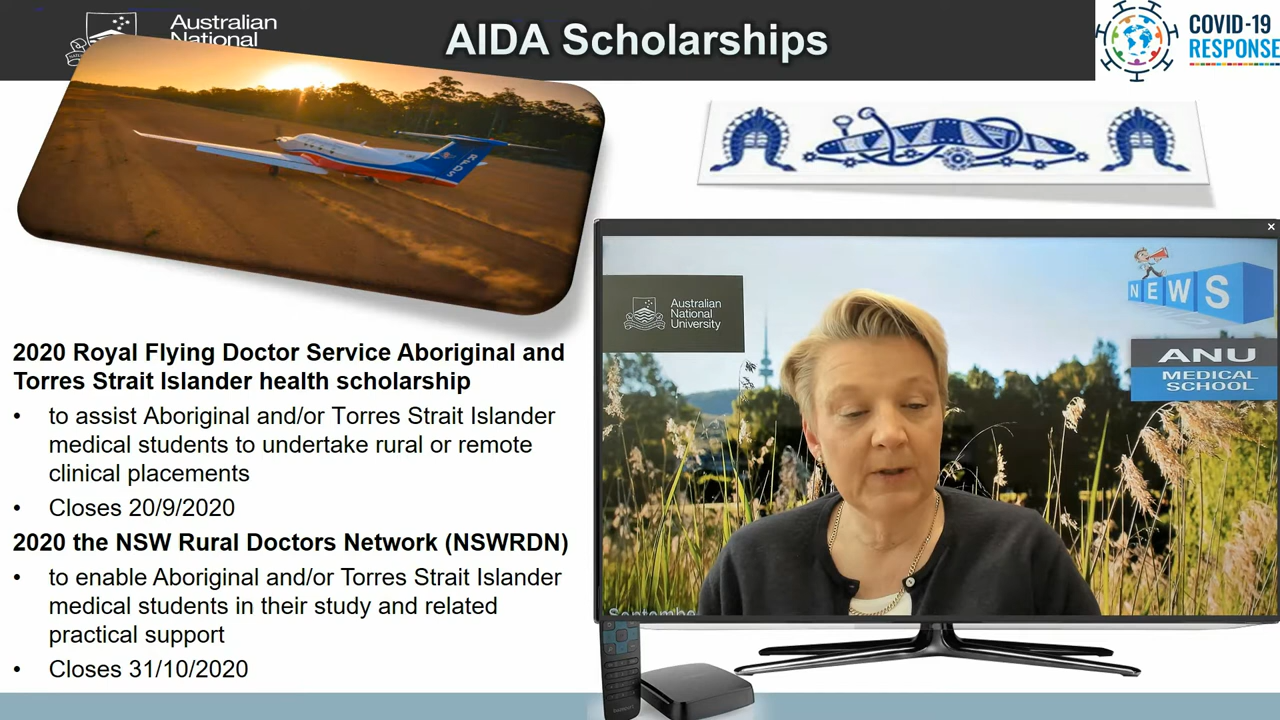 Australian
National
AIDA Scholarships
COVID-19
RESPONSE
RFDS
2020 Royal Flying Doctor Service Aboriginal and
Torres Strait Islander health scholarship
• to assist Aboriginal and/or Torres Strait Islander
medical students to undertake rural or remote
clinical placements
• Closes 20/9/2020
2020 the NSW Rural Doctors Network (NSWRDN)
• to enable Aboriginal and/or Torres Strait Islander
medical students in their study and related
practical support
• Closes 31/10/2020
Australian
National
University
NEWS
ANU
MEDICAL
SCHOOL
Septembe